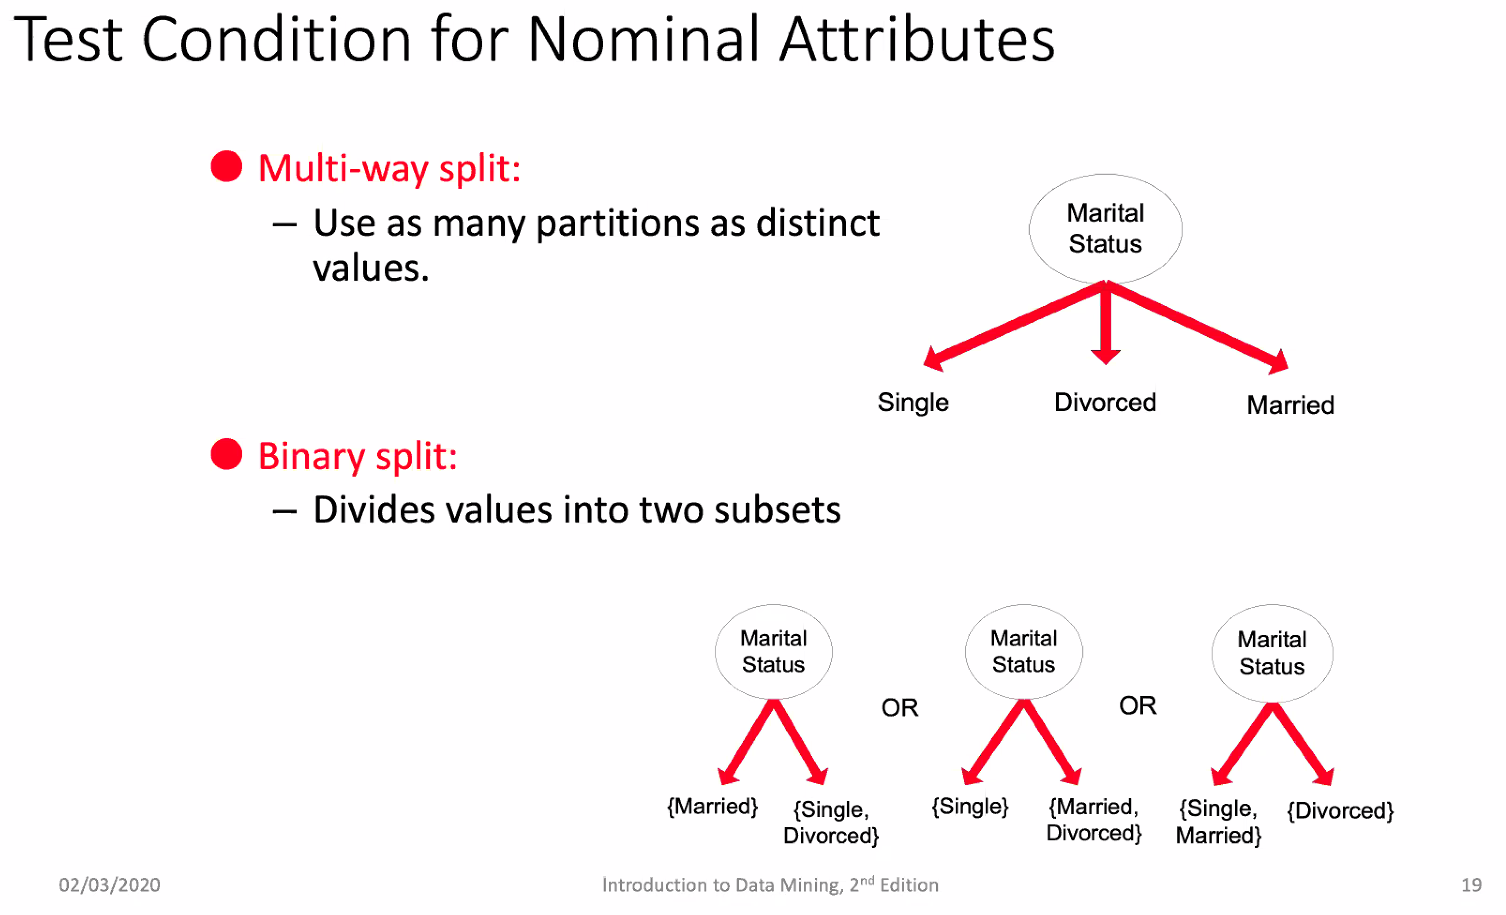 Test Condition for Nominal Attributes
Multi-way split:
– Use as many partitions as distinct
values.
Marital
Status
Single
Divorced
Married
Binary split:
– Divides values into two subsets
Marital
Status
{Married}
{Single,
Divorced}
OR
Marital
Status
{Single}
{Married,
Divorced}
OR
Marital
Status
{Single,
Married}
{Divorced}
02/03/2020
Introduction to Data Mining, 2nd Edition
19